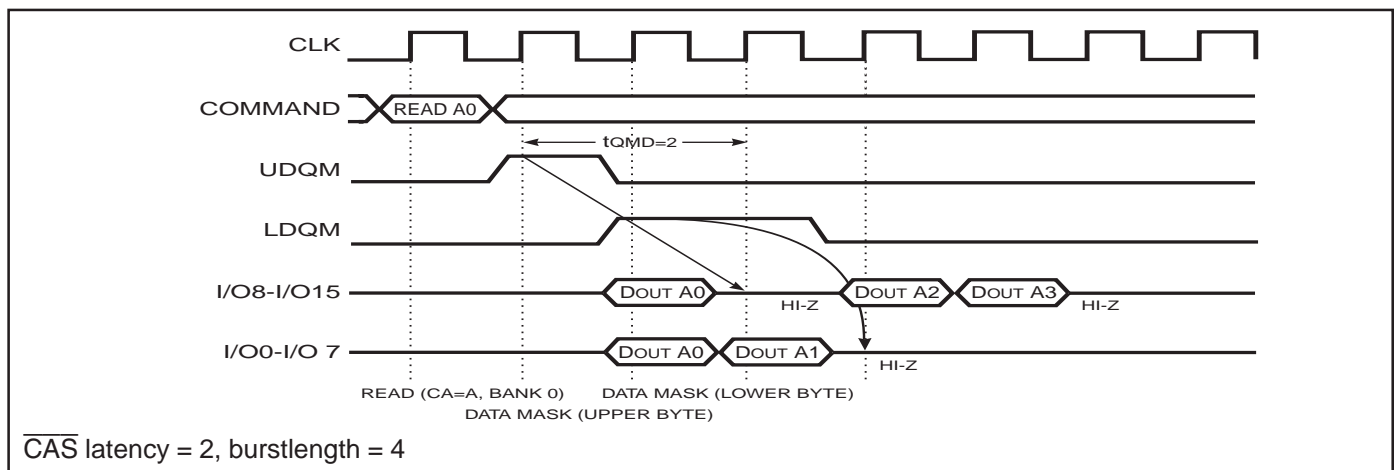 CLK
COMMAND
READ A0
tQMD=2
UDQM
LDQM
I/O8-I/O15
DOUT A0
HI-Z
DOUT A2
DOUT A3
HI-Z
I/O0-I/O 7
DOUT A0
DOUT A1
HI-Z
READ (CA=A, BANK 0)
DATA MASK (LOWER BYTE)
DATA MASK (UPPER BYTE)
CAS latency = 2, burstlength = 4